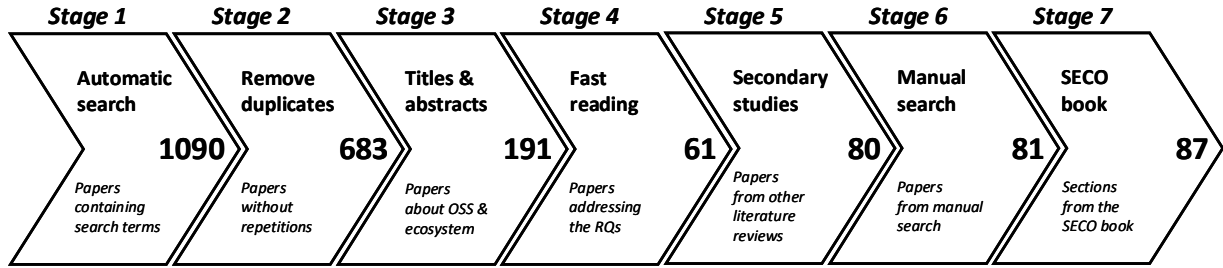 Stage 1
Automatic
search
1090
Papers
containing
search terms
Stage 2
Remove
duplicates
683
Papers
without
repetitions
Stage 3
Titles &
abstracts
191
Papers
about OSS &
ecosystem
Stage 4
Fast
reading
61
Papers
addressing
the RQs
Stage 5
Secondary
studies
80
Papers
from other
literature
reviews
Stage 6
Manual
search
81
Papers
from manual
search
Stage 7
SECO
book
87
Sections
from the
SECO book